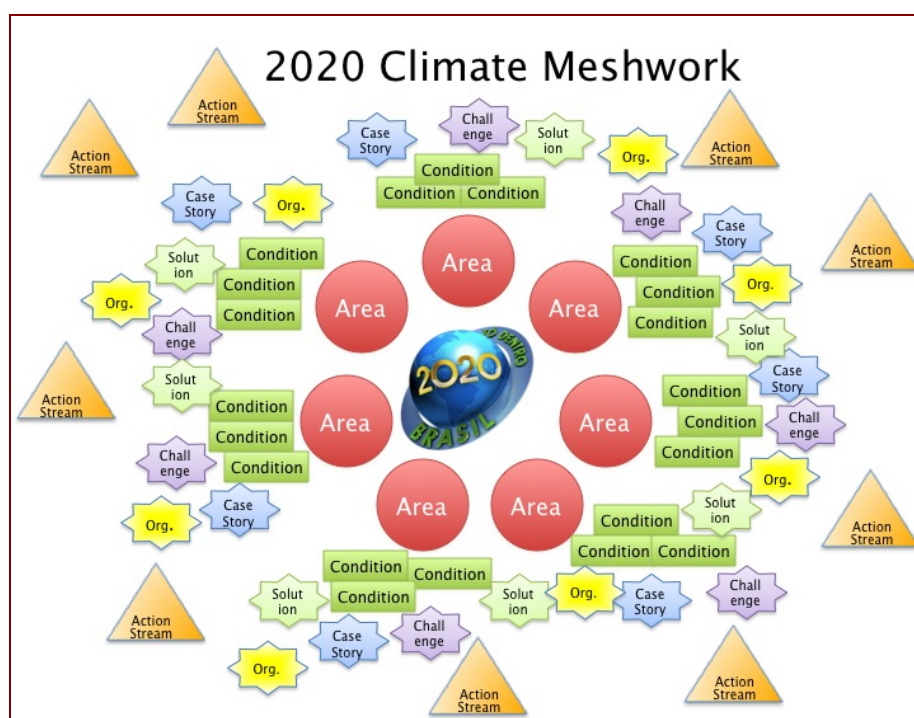 2020 Climate Meshwork
Action
Stream
Action
Stream
Action
Stream
Case
Story
Chall
enge
Solut
ion
Org.
Condition
Condition
Condition
Case
Story
Org.
Chall
enge
Case
Story
Action
Stream
Solut
ion
Condition
Condition
Condition
Area
Area
Area
Condition
Condition
Condition
Org.
Org.
Chall
enge
Solut
ion
2020
BRASIL
Action
Stream
Solut
ion
Condition
Condition
Condition
Area
Area
Condition
Condition
Condition
Case
Story
Chall
enge
Chall
enge
Org.
Case
Story
Org.
Area
Area
Solut
ion
Action
Stream
Condition
Condition
Condition
Condition
Condition
Condition
Action
Stream
Solut
ion
Case
Story
Chall
enge
Org.
Solut
ion
Org.
Case
Story
Chall
enge
Action
Stream
Action
Stream